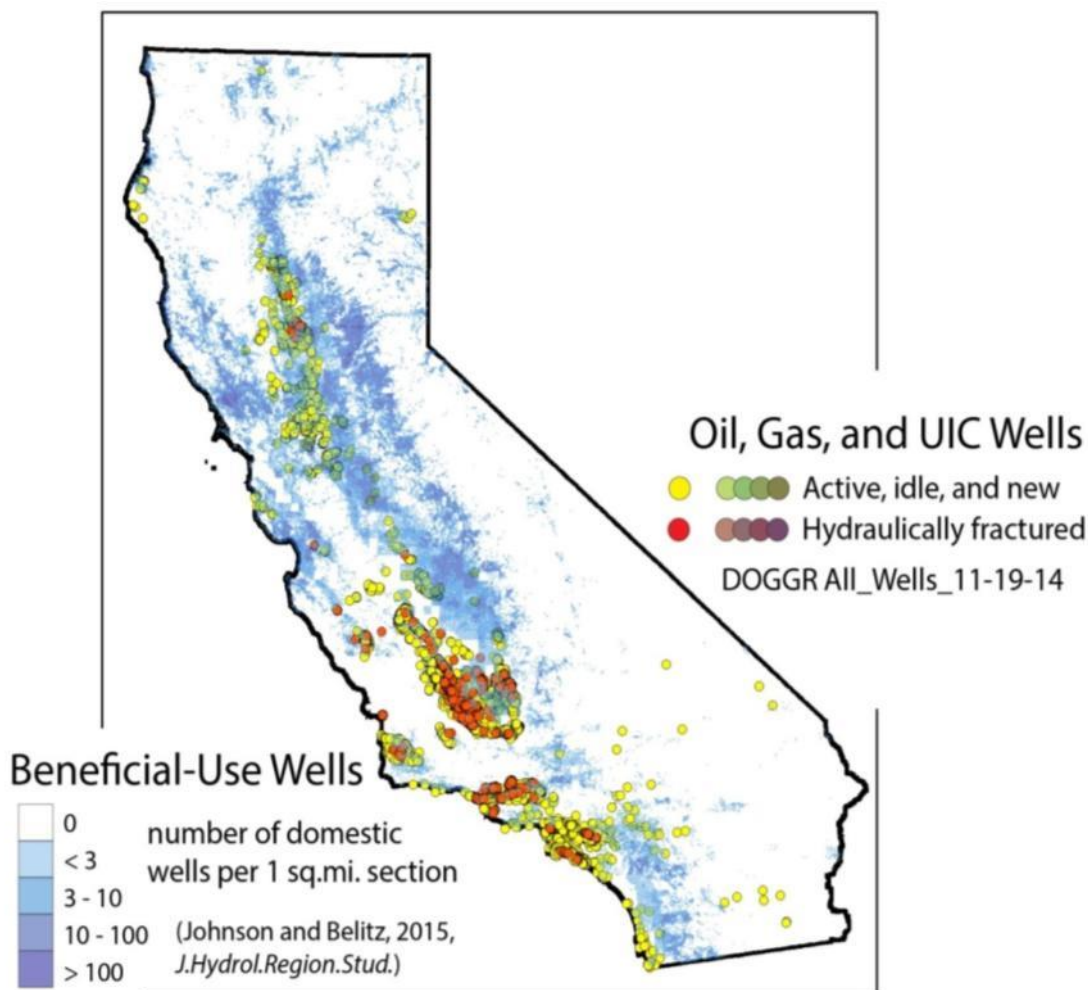 Oil, Gas, and UIC Wells
Active, idle, and new
Hydraulically fractured
DOGGR All_Wells_11-19-14
Beneficial-Use Wells
0
< 3
3 - 10
10 - 100
> 100
number of domestic
wells per 1 sq.mi. section
(Johnson and Belitz, 2015,
J.Hydrol.Region.Stud.)